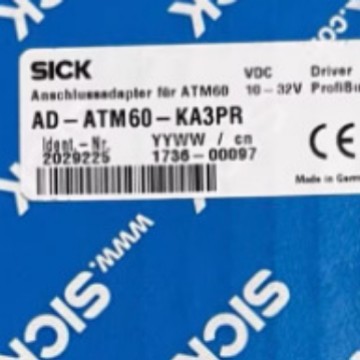 SICK
VDC Driver
Anschlussadapter für ATM60 10-32V ProfiBu
AD-ATM60-KA3PR
Ident.-Nr. YYWW / cn
2029225 1736-00097
CE
Made in Germ
www.sick.
SICK